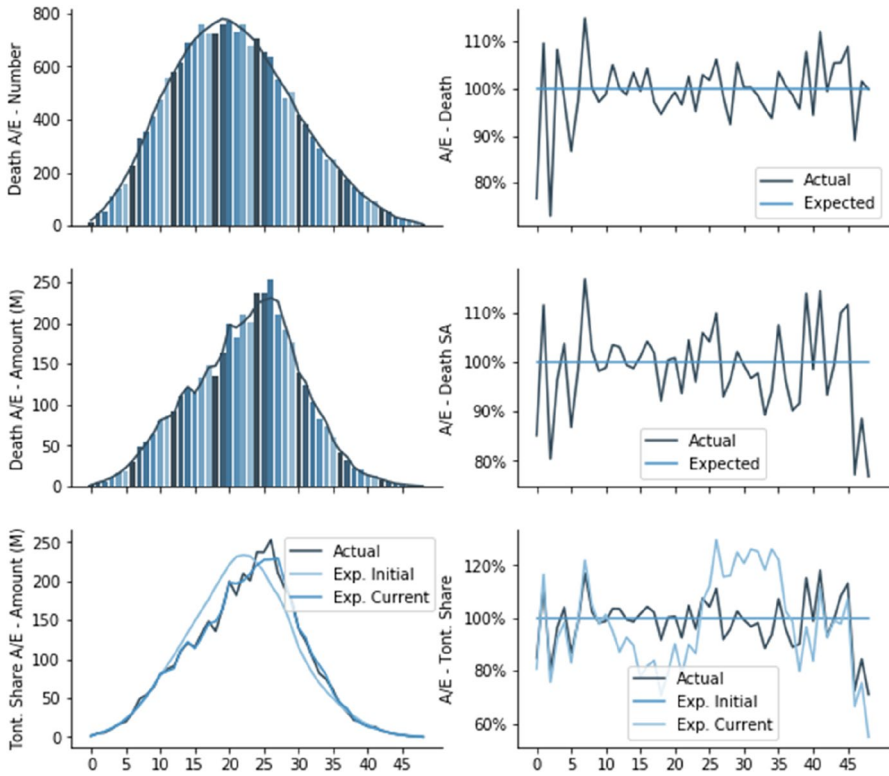 Death A/E - Number
800
600
400
200
0
A/E - Death
110%
100%
90%
80%
Actual
Expected
Death A/E - Amount (M)
250
200
150
100
50
0
A/E - Death SA
110%
100%
90%
80%
Actual
Expected
Tont. Share A/E - Amount (M)
250
200
150
100
50
0
Actual
Exp. Initial
Exp. Current
0 5 10 15 20 25 30 35 40 45
A/E - Tont. Share
120%
100%
80%
60%
Actual
Exp. Initial
Exp. Current
0 5 10 15 20 25 30 35 40 45